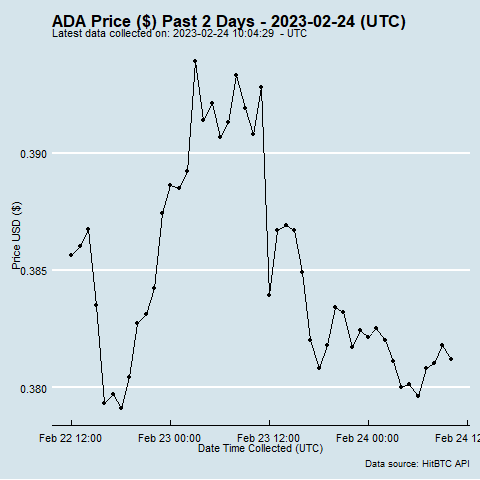 ADA Price ($) Past 2 Days - 2023-02-24 (UTC)
Latest data collected on: 2023-02-24 10:04:29 - UTC
0.390
0.385
0.380
Price USD ($)
Feb 22 12:00
Feb 23 00:00
Feb 23 12:00
Feb 24 00:00
Feb 24 12
Date Time Collected (UTC)
Data source: HitBTC API